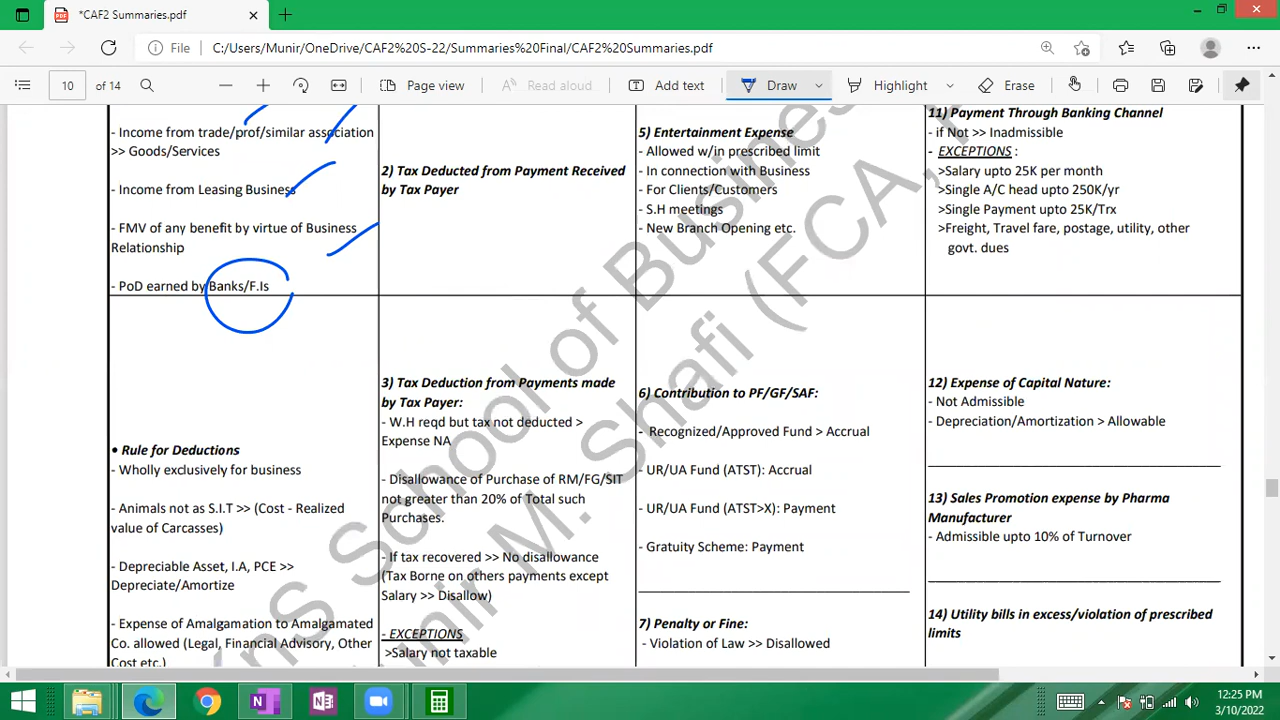 *CAF2 Summaries.pdf
File
C:/Users/Munir/OneDrive/CAF2%20S-22/Summaries%20Final/CAF2%20Summaries.pdf
10 of 14
Page view
Read aloud
Add text
Draw
Highlight
Erase
- Income from trade/prof/similar association
>> Goods/Services
- Income from Leasing Business
- FMV of any benefit by virtue of Business
Relationship
- PoD earned by Banks/F.Is
2) Tax Deducted from Payment Received
by Tax Payer
5) Entertainment Expense
- Allowed w/in prescribed limit
- In connection with Business
- For Clients/Customers
- S.H meetings
- New Branch Opening etc.
11) Payment Through Banking Channel
- if Not >> Inadmissible
- EXCEPTIONS :
>Salary upto 25K per month
>Single A/C head upto 250K/yr
>Single Payment upto 25K/Trx
>Freight, Travel fare, postage, utility, other
govt. dues
• Rule for Deductions
- Wholly exclusively for business
- Animals not as S.I.T >> (Cost - Realized
value of Carcasses)
- Depreciable Asset, I.A, PCE >>
Depreciate/Amortize
- Expense of Amalgamation to Amalgamated
Co. allowed (Legal, Financial Advisory, Other
Cost etc.)
3) Tax Deduction from Payments made
by Tax Payer:
- W.H reqd but tax not deducted >
Expense NA
- Disallowance of Purchase of RM/FG/SIT
not greater than 20% of Total such
Purchases.
- If tax recovered >> No disallowance
(Tax Borne on others payments except
Salary >> Disallow)
- EXCEPTIONS
>Salary not taxable
6) Contribution to PF/GF/SAF:
- Recognized/Approved Fund > Accrual
- UR/UA Fund (ATST): Accrual
- UR/UA Fund (ATST>X): Payment
- Gratuity Scheme: Payment
7) Penalty or Fine:
- Violation of Law >> Disallowed
12) Expense of Capital Nature:
- Not Admissible
- Depreciation/Amortization > Allowable
13) Sales Promotion expense by Pharma
Manufacturer
- Admissible upto 10% of Turnover
14) Utility bills in excess/violation of prescribed
limits
School of Business
M. Shafi (FCA,
12:25 PM
3/10/2022